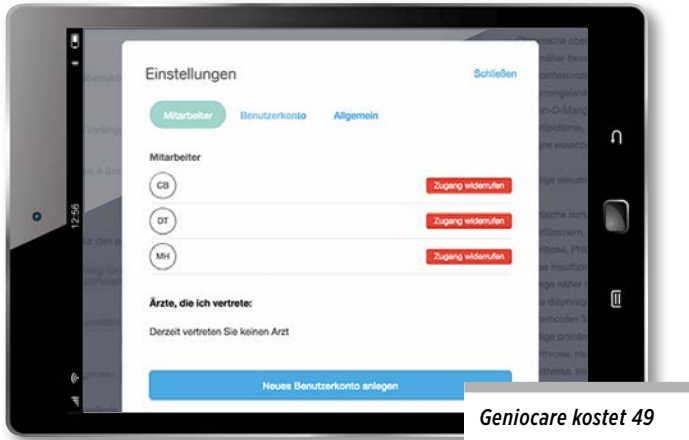 Einstellungen
Schließen
Mitarbeiter Benutzerkonto Allgemein
Mitarbeiter
GB Zugang widerrufen
DT Zugang widerrufen
MH Zugang widerrufen
Ärzte, die ich vertrete:
Derzeit vertreten Sie keinen Arzt
Neues Benutzerkonto anlegen
12:56
Geniocare kostet 49